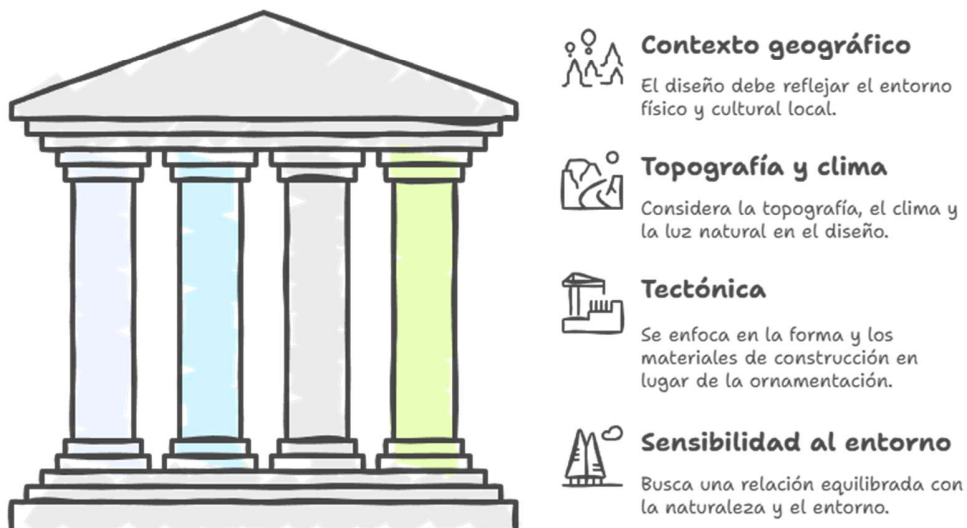 Contexto geográfico
El diseño debe reflejar el entorno
físico y cultural local.
Topografía y clima
Considera la topografía, el clima y
la luz natural en el diseño.
Tectónica
Se enfoca en la forma y los
materiales de construcción en
lugar de la ornamentación.
Sensibilidad al entorno
Busca una relación equilibrada con
la naturaleza y el entorno.